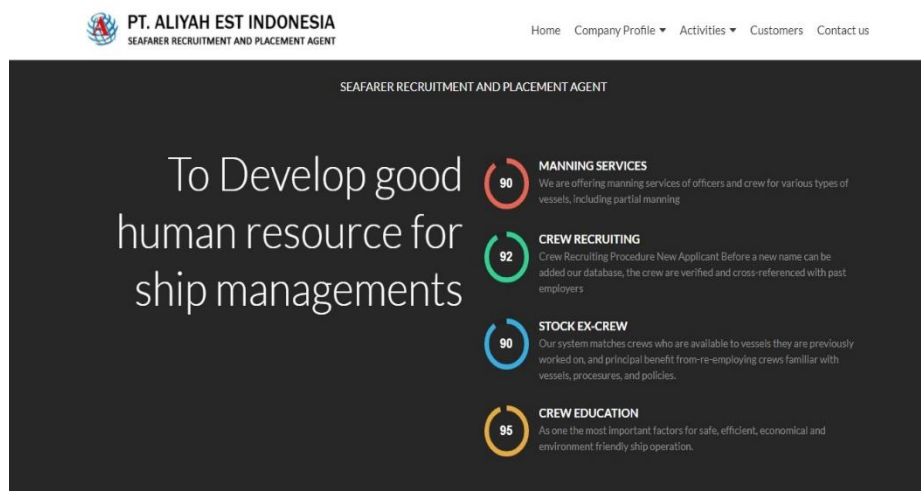 PT. ALIYAH EST INDONESIA
SEAFARER RECRUITMENT AND PLACEMENT AGENT
Home Company Profile Activities Customers Contact us
SEAFARER RECRUITMENT AND PLACEMENT AGENT
To Develop good
human resource for
ship managements
90
MANNING SERVICES
We are offering manning services of officers and crew for various types of
vessels, including partial manning
92
CREW RECRUITING
Crew Recruiting Procedure New Applicant Before a new name can be
added our database, the crew are verified and cross-referenced with past
employers
90
STOCK EX-CREW
Our system matches crews who are available to vessels they are previously
worked on, and principal benefit from-re-employing crews familiar with
vessels, procesures, and policies.
95
CREW EDUCATION
As one the most important factors for safe, efficient, economical and
environment friendly ship operation.